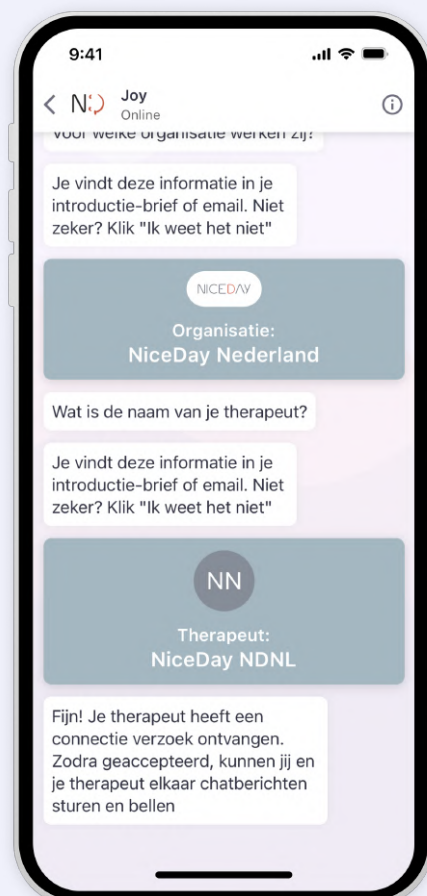 9:41
N:)
Joy
Online
Voor welke organisatie werken zij?
Je vindt deze informatie in je
introductie-brief of email. Niet
zeker? Klik "Ik weet het niet"
NICEDAY
Organisatie:
NiceDay Nederland
Wat is de naam van je therapeut?
Je vindt deze informatie in je
introductie-brief of email. Niet
zeker? Klik "Ik weet het niet"
NN
Therapeut:
NiceDay NDNL
Fijn! Je therapeut heeft een
connectie verzoek ontvangen.
Zodra geaccepteerd, kunnen jij en
je therapeut elkaar chatberichten
sturen en bellen